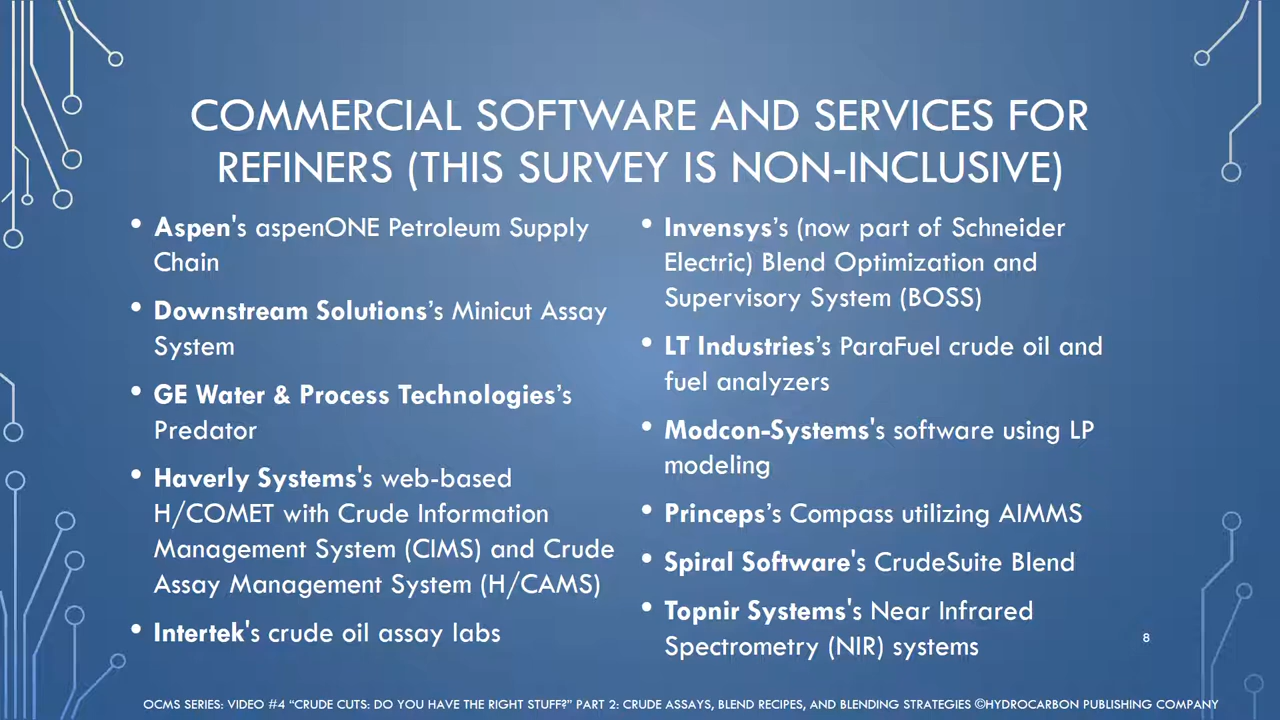 COMMERCIAL SOFTWARE AND SERVICES FOR
REFINERS (THIS SURVEY IS NON-INCLUSIVE)
• Aspen's aspenONE Petroleum Supply
Chain
• Downstream Solutions’s Minicut Assay
System
• GE Water & Process Technologies’s
Predator
• Haverly Systems's web-based
H/COMET with Crude Information
Management System (CIMS) and Crude
Assay Management System (H/CAMS)
• Intertek's crude oil assay labs
• Invensys’s (now part of Schneider
Electric) Blend Optimization and
Supervisory System (BOSS)
• LT Industries’s ParaFuel crude oil and
fuel analyzers
• Modcon-Systems's software using LP
modeling
• Princeps’s Compass utilizing AIMMS
• Spiral Software's CrudeSuite Blend
• Topnir Systems's Near Infrared
Spectrometry (NIR) systems
8
OCMS SERIES: VIDEO #4 “CRUDE CUTS: DO YOU HAVE THE RIGHT STUFF?” PART 2: CRUDE ASSAYS, BLEND RECIPES, AND BLENDING STRATEGIES ©HYDROCARBON PUBLISHING COMPANY